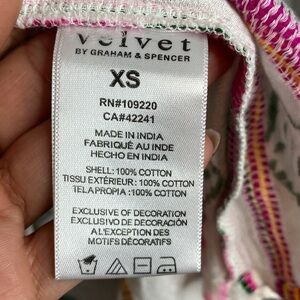 velvet
BY GRAHAM & SPENCER
XS
RN#109220
CA#42241
MADE IN INDIA
FABRIQUÉ AU INDE
HECHO EN INDIA
SHELL: 100% COTTON
TISSU EXTÉRIEUR: 100% COTTON
TELA PROPIA: 100% COTTON
EXCLUSIVE OF DECORATION
EXCLUSIVO DE DECORACIÓN
A L'EXCEPTION DES
MOTIFS DÉCORATIFS